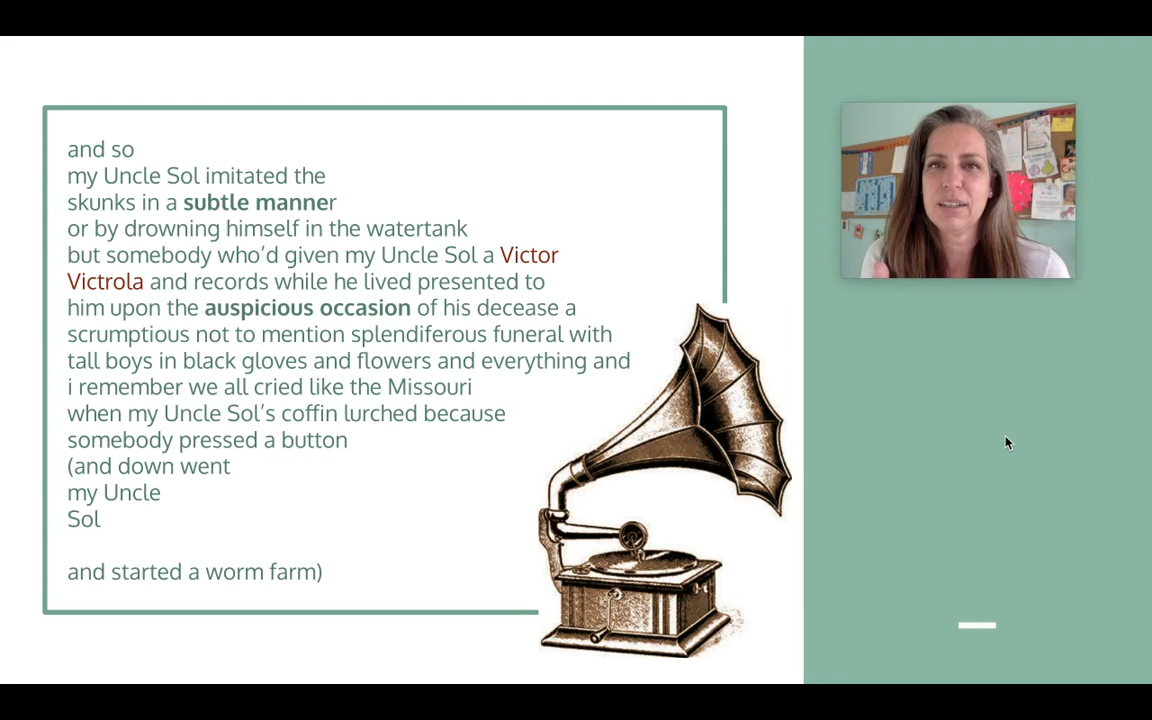 and so
my Uncle Sol imitated the
skunks in a subtle manner
or by drowning himself in the watertank
but somebody who’d given my Uncle Sol a Victor
Victrola and records while he lived presented to
him upon the auspicious occasion of his decease a
scrumptious not to mention splendiferous funeral with
tall boys in black gloves and flowers and everything and
i remember we all cried like the Missouri
when my Uncle Sol’s coffin lurched because
somebody pressed a button
(and down went
my Uncle
Sol

and started a worm farm)